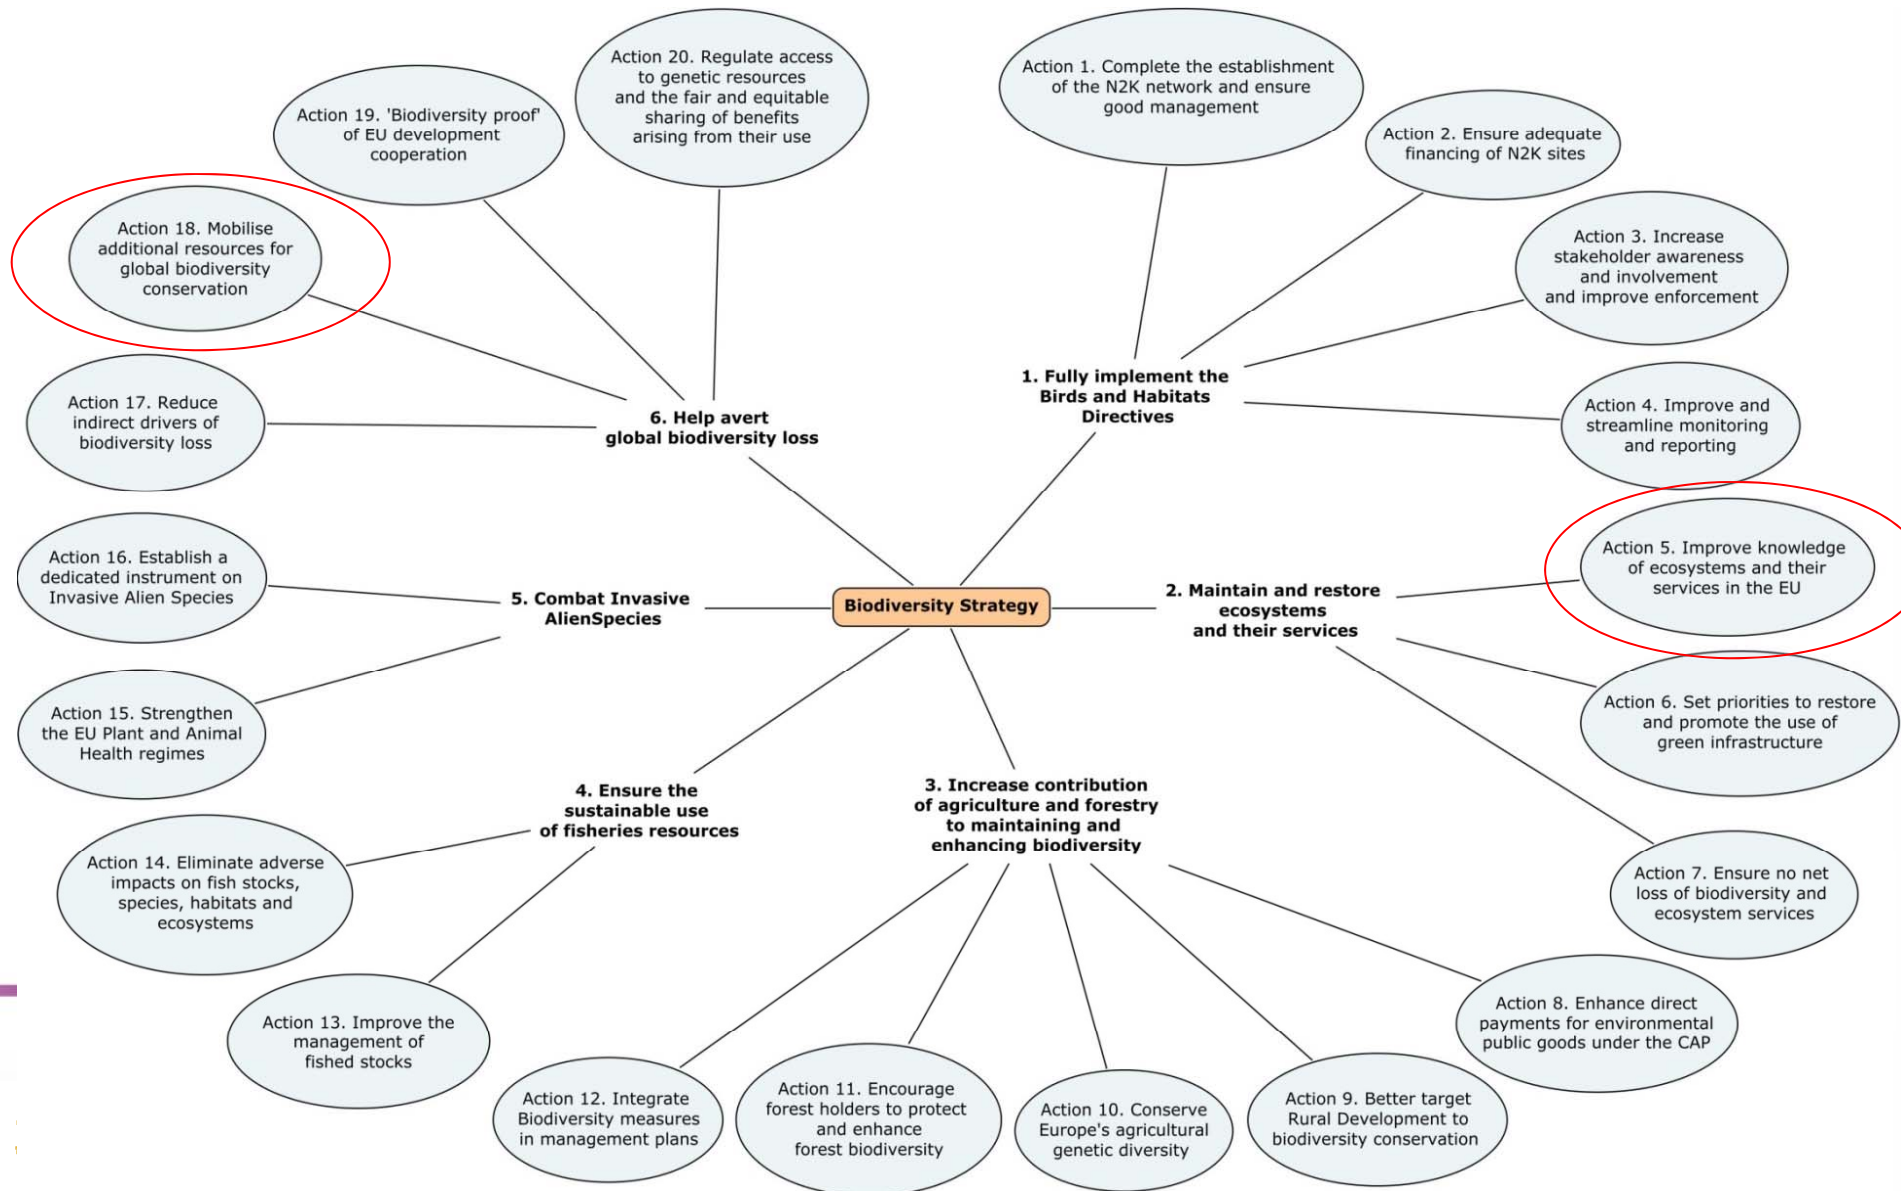 Biodiversity Strategy
1. Fully implement the
Birds and Habitats
Directives
Action 1. Complete the establishment
of the N2K network and ensure
good management
Action 2. Ensure adequate
financing of N2K sites
Action 3. Increase
stakeholder awareness
and involvement
and improve enforcement
Action 4. Improve and
streamline monitoring
and reporting
2. Maintain and restore
ecosystems
and their services
Action 5. Improve knowledge
of ecosystems and their
services in the EU
Action 6. Set priorities to restore
and promote the use of
green infrastructure
Action 7. Ensure no net
loss of biodiversity and
ecosystem services
3. Increase contribution
of agriculture and forestry
to maintaining and
enhancing biodiversity
Action 8. Enhance direct
payments for environmental
public goods under the CAP
Action 9. Better target
Rural Development to
biodiversity conservation
Action 10. Conserve
Europe's agricultural
genetic diversity
Action 11. Encourage
forest holders to protect
and enhance
forest biodiversity
Action 12. Integrate
Biodiversity measures
in management plans
4. Ensure the
sustainable use
of fisheries resources
Action 13. Improve the
management of
fished stocks
Action 14. Eliminate adverse
impacts on fish stocks,
species, habitats and
ecosystems
5. Combat Invasive
AlienSpecies
Action 15. Strengthen
the EU Plant and Animal
Health regimes
Action 16. Establish a
dedicated instrument on
Invasive Alien Species
6. Help avert
global biodiversity loss
Action 17. Reduce
indirect drivers of
biodiversity loss
Action 18. Mobilise
additional resources for
global biodiversity
conservation
Action 19. 'Biodiversity proof'
of EU development
cooperation
Action 20. Regulate access
to genetic resources
and the fair and equitable
sharing of benefits
arising from their use